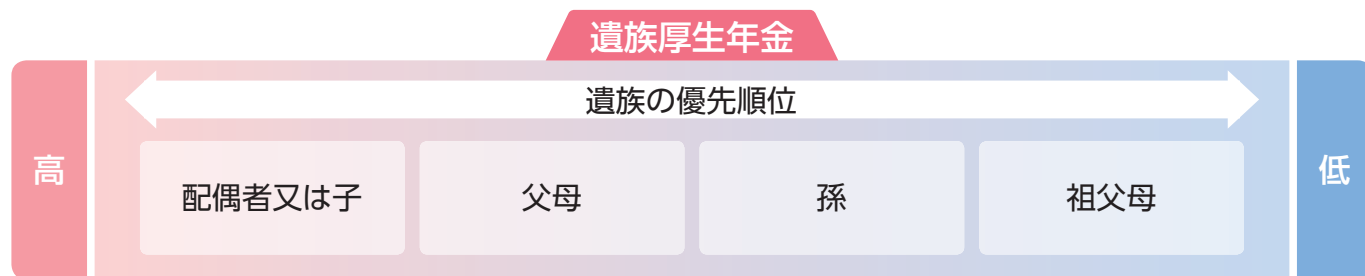 遺族厚生年金
遺族の優先順位
高
配偶者又は子
父母
孫
祖父母
低